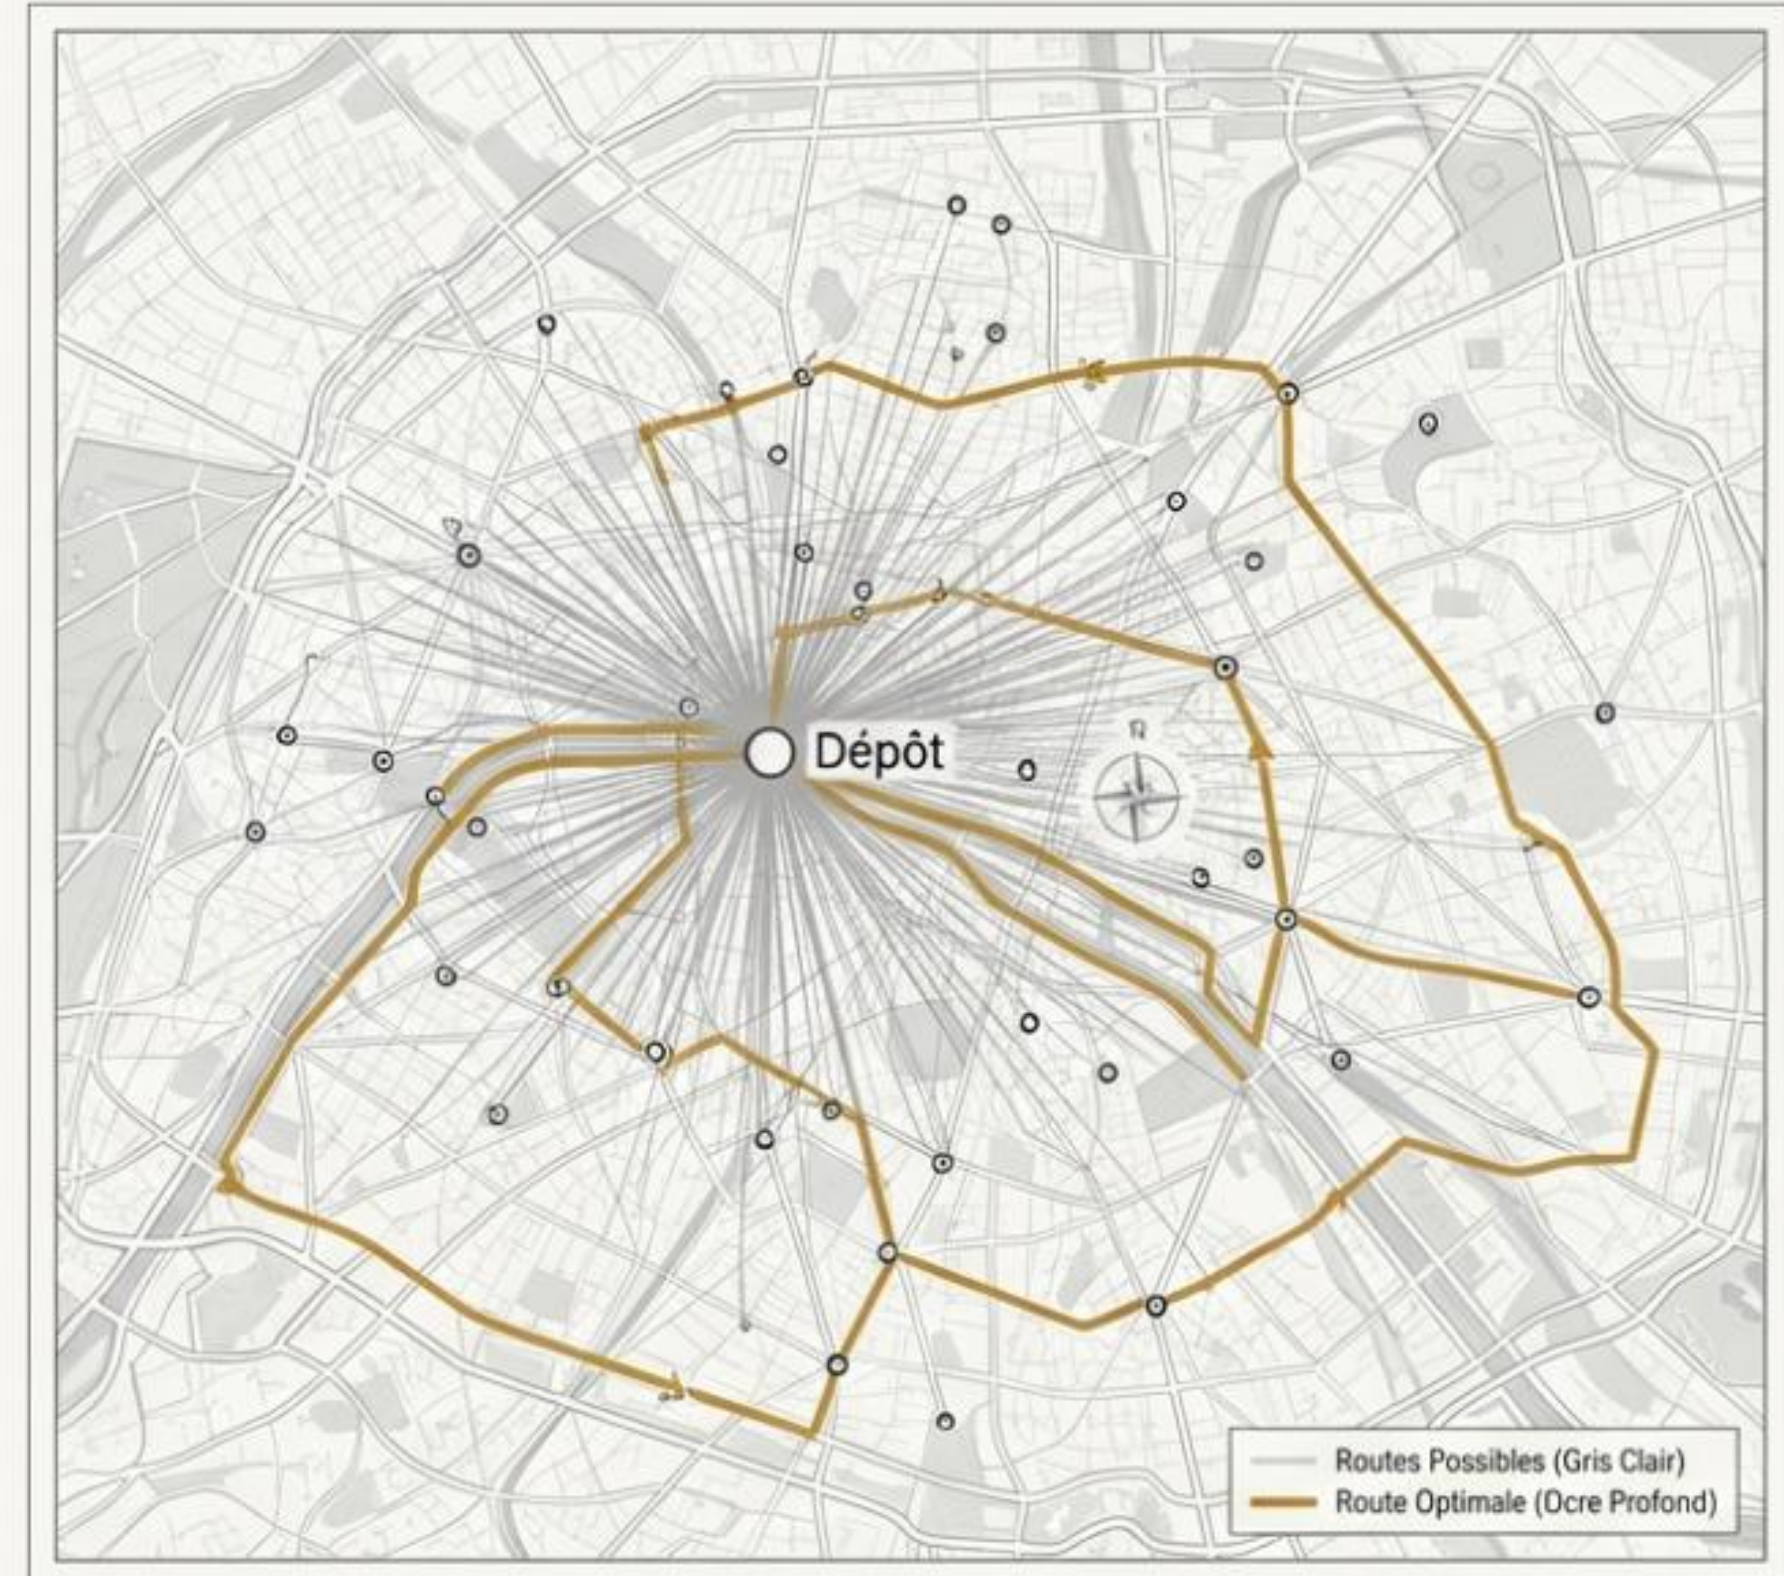 Dépôt
Routes Possibles (Gris Clair)
Route Optimale (Ocre Profond)